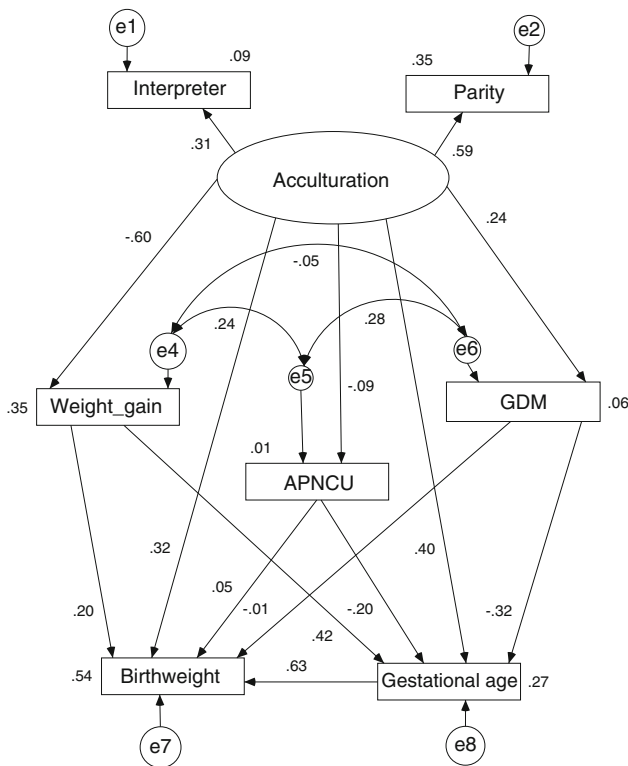 e1
e2
.09
.35
Interpreter
Parity
.31
.59
Acculturation
.24
-.60
-.05
.24
.28
e4
e5
e6
-.09
.35
Weight_gain
GDM
.06
.01
APNCU
.32
.40
.05
.20
-.01
-.20
-.32
.42
.54
Birthweight
.63
Gestational age
.27
e7
e8